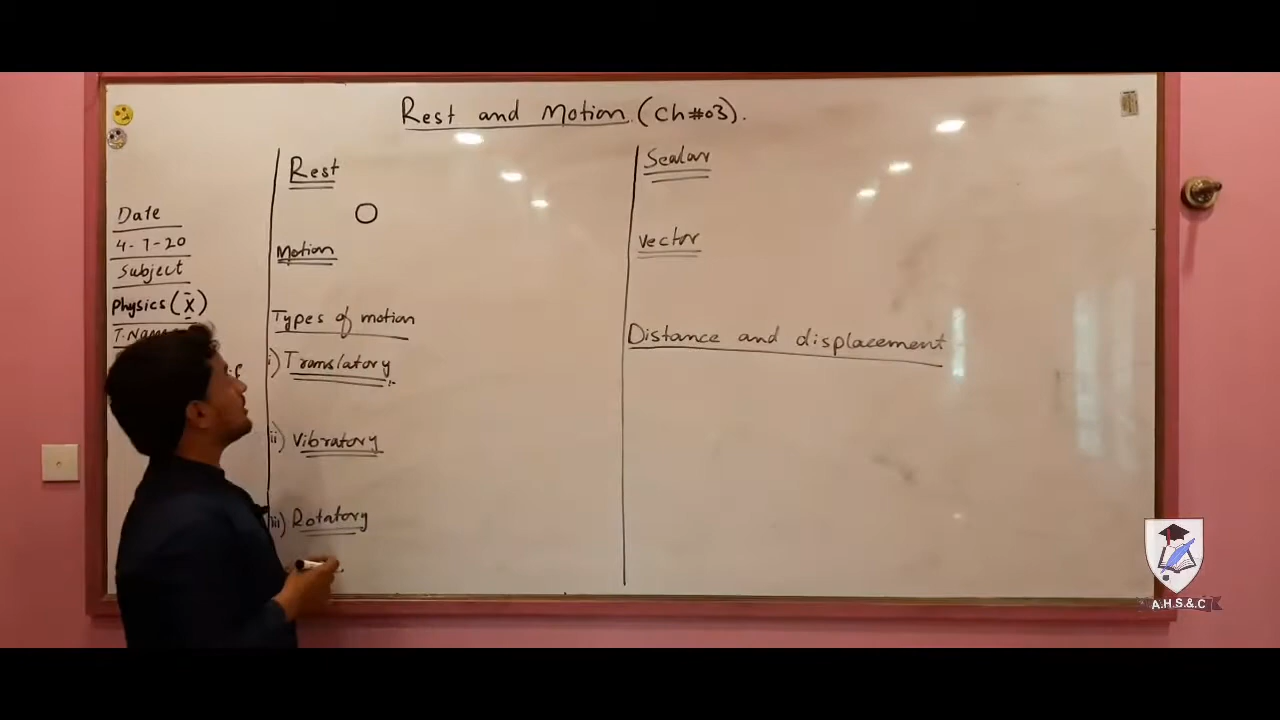 Rest and Motion (Ch#03).
Date
4-7-20
Subject
Physics (X)
T.Name
Rest
Motion
Types of motion
i) Translatory
ii) Vibratory
iii) Rotatory
Scalar
Vector
Distance and displacement
A.H.S.&C